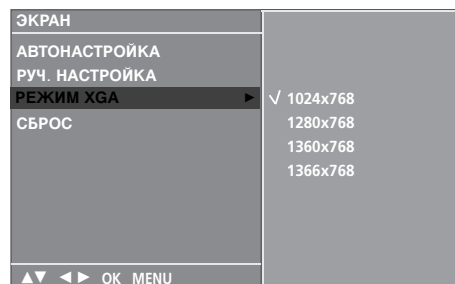 ЭКРАН
АВТОНАСТРОЙКА
РУЧ. НАСТРОЙКА
РЕЖИМ XGA ►
СБРОС
√ 1024x768
1280x768
1360x768
1366x768
▲▼ ◄► OK MENU